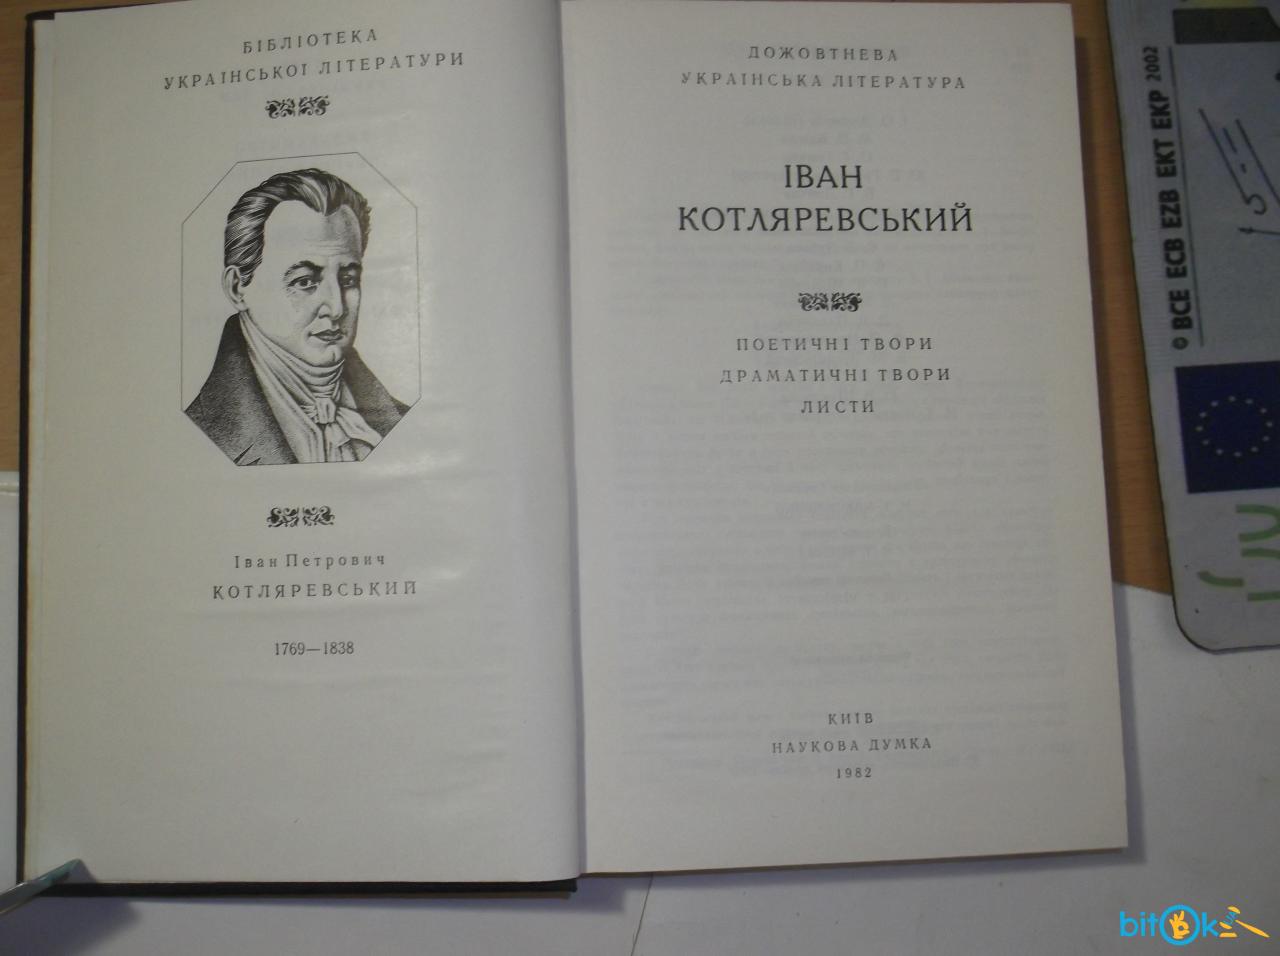 БІБЛІОТЕКА
УКРАЇНСЬКОЇ ЛІТЕРАТУРИ
Іван Петрович
КОТЛЯРЕВСЬКИЙ
1769—1838
ДОЖОВТНЕВА
УКРАЇНСЬКА ЛІТЕРАТУРА
ІВАН
КОТЛЯРЕВСЬКИЙ
ПОЕТИЧНІ ТВОРИ
ДРАМАТИЧНІ ТВОРИ
ЛИСТИ
КИЇВ
НАУКОВА ДУМКА
1982
© BCE ECB EZB EKT EKP 2002